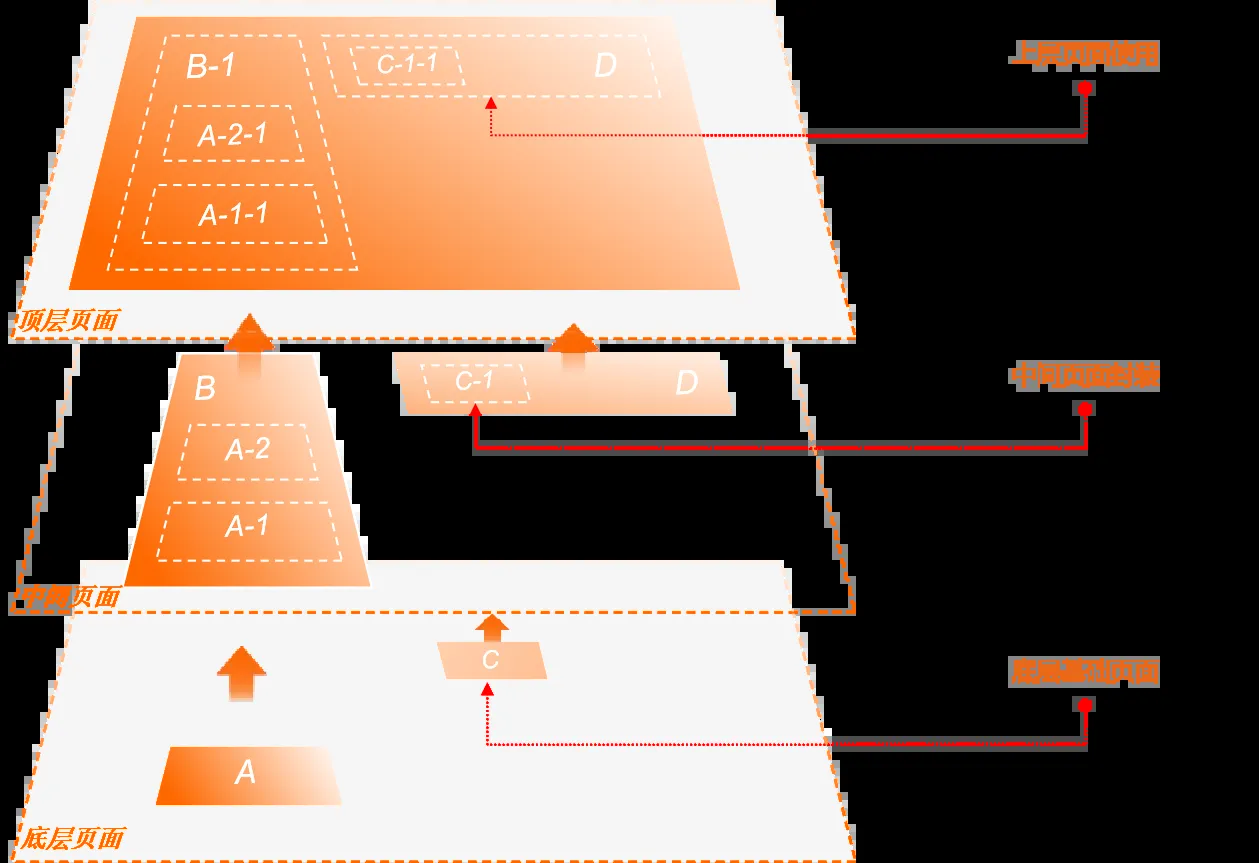 上层页面使用
B-1
C-1-1
D
A-2-1
A-1-1
顶层页面
中间页面封装
B
C-1
D
A-2
A-1
中间页面
底层基础页面
C
A
底层页面